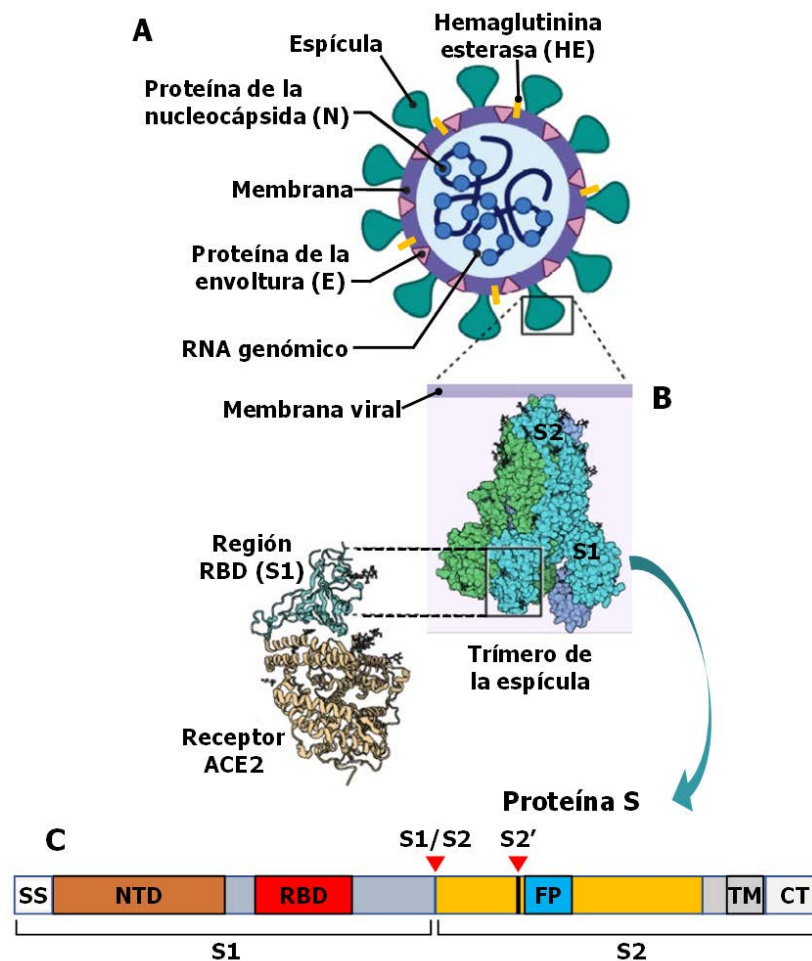 A
Espícula
Hemaglutinina
esterasa (HE)
Proteína de la
nucleocápsida (N)
Membrana
Proteína de la
envoltura (E)
RNA genómico
Membrana viral
B
S2
S1
Región
RBD (S1)
Trímero de
la espícula
Receptor
ACE2
Proteína S
C
S1/S2
S2’
SS
NTD
RBD
FP
TM
CT
S1
S2